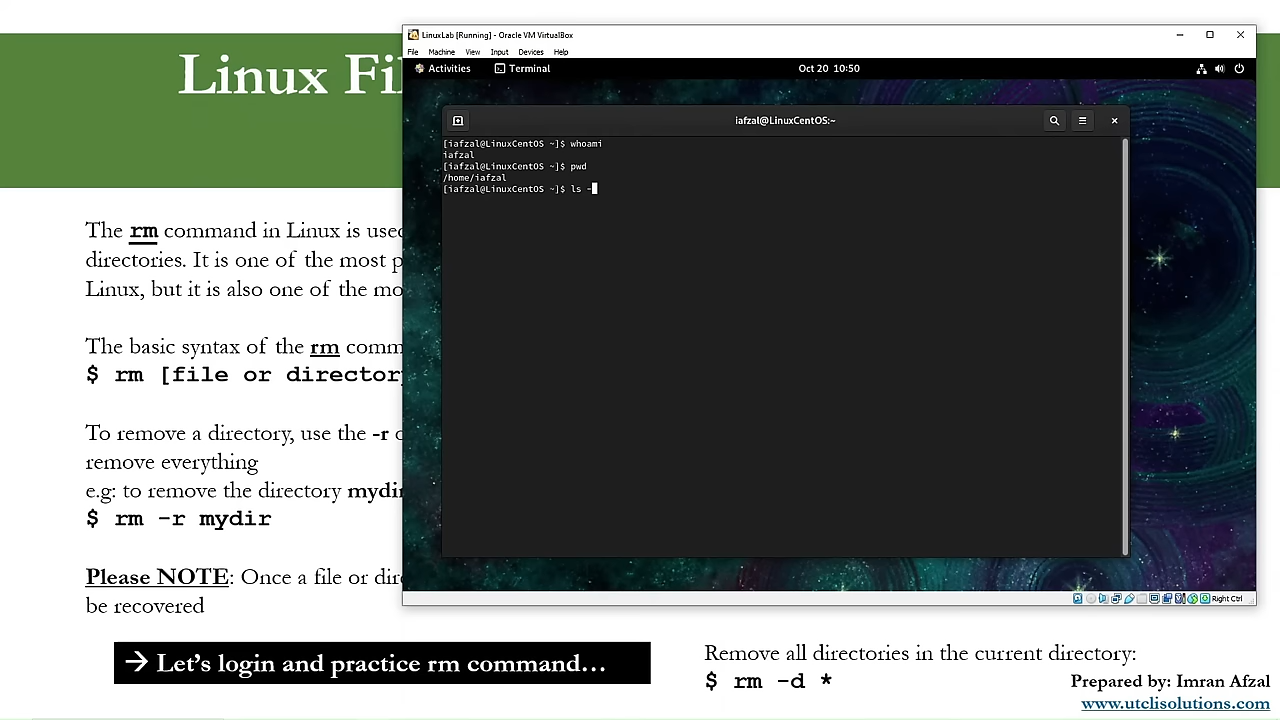 Linux Fil
The rm command in Linux is used
directories. It is one of the most p
Linux, but it is also one of the mo
The basic syntax of the rm comm
$ rm [file or directory
To remove a directory, use the -r o
remove everything
e.g: to remove the directory mydir
$ rm -r mydir
Please NOTE: Once a file or dire
be recovered
→ Let's login and practice rm command…
LinuxLab [Running] - Oracle VM VirtualBox
File Machine View Input Devices Help
Activities Terminal Oct 20 10:50
iafzal@LinuxCentOS:~
[iafzal@LinuxCentOS ~]$ whoami
iafzal
[iafzal@LinuxCentOS ~]$ pwd
/home/iafzal
[iafzal@LinuxCentOS ~]$ ls -
Right Ctrl
Remove all directories in the current directory:
$ rm -d *
Prepared by: Imran Afzal
www.utclisolutions.com